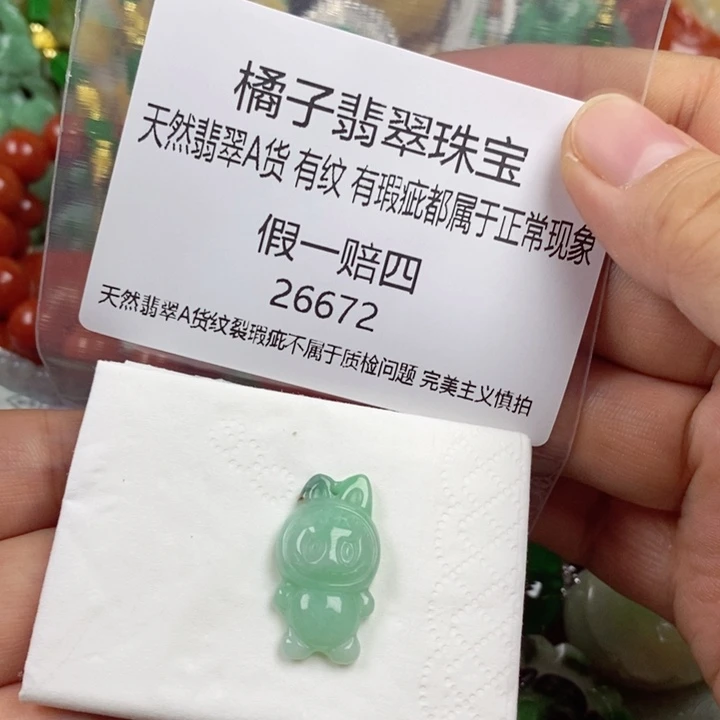 橘子翡翠珠宝
天然翡翠A货 有纹 有瑕疵都属于正常现象
假一赔四
26672
天然翡翠A货纹裂瑕疵不属于质检问题 完美主义慎拍